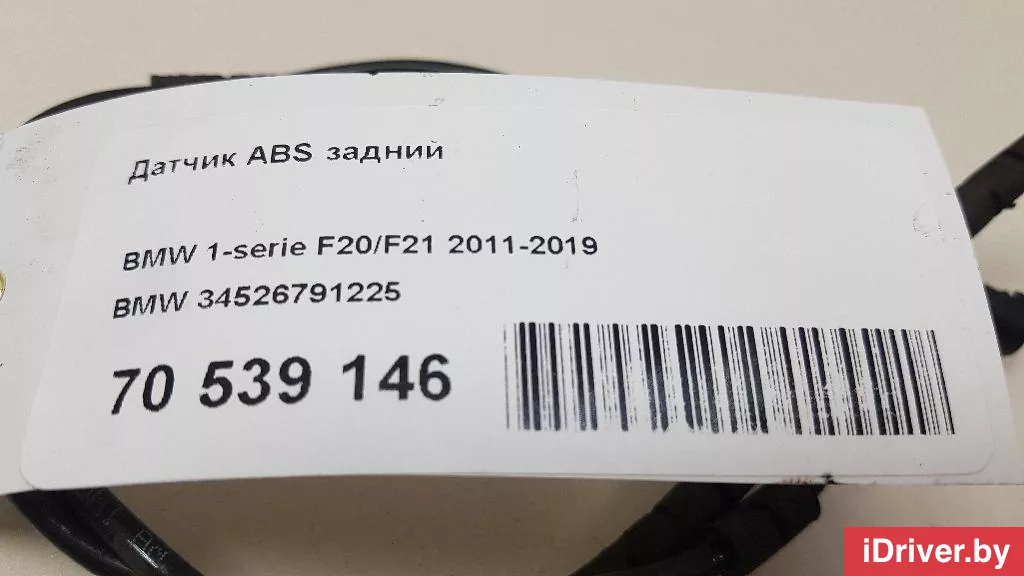 Датчик ABS задний
BMW 1-serie F20/F21 2011-2019
BMW 34526791225
70 539 146
iDriver.by